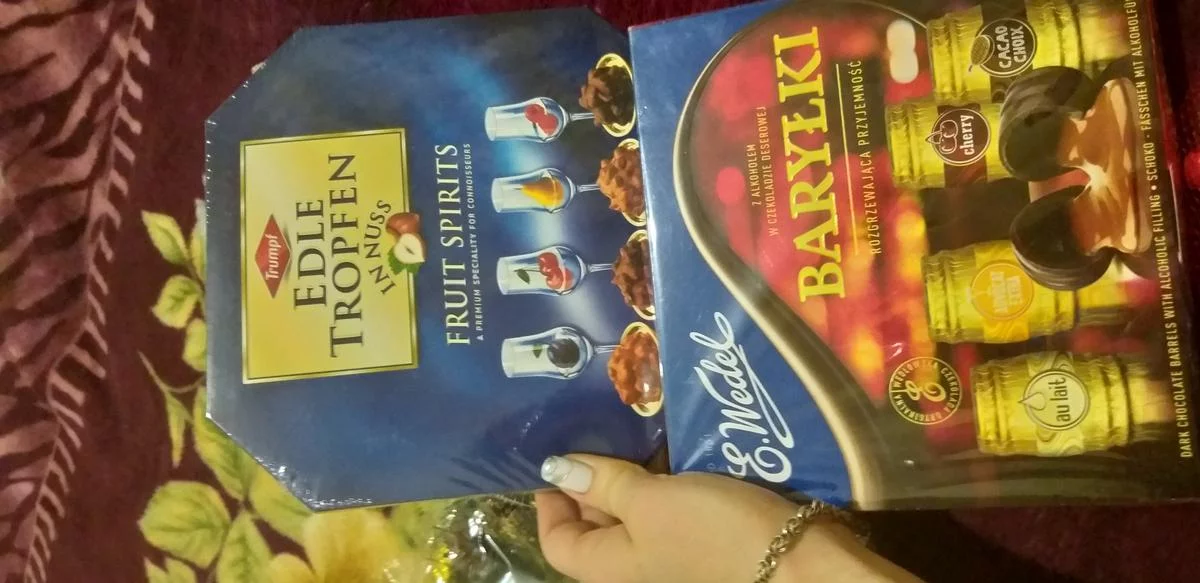 Trumpf
EDLE
TROPFEN
IN NUSS
FRUIT SPIRITS
A PREMIUM SPECIALITY FOR CONNOISSEURS
E.Wedel
Z ALKOHOLEM
W CZEKOLADZIE DESEROWEJ
BARYŁKI
ROZGRZEWAJĄCA PRZYJEMNOŚĆ
CACAO
CHOIX
cherry
au lait
DARK CHOCOLATE BARRELS WITH ALCOHOLIC FILLING • SCHOKO - FÄSSCHEN MIT ALKOHOLFÜ